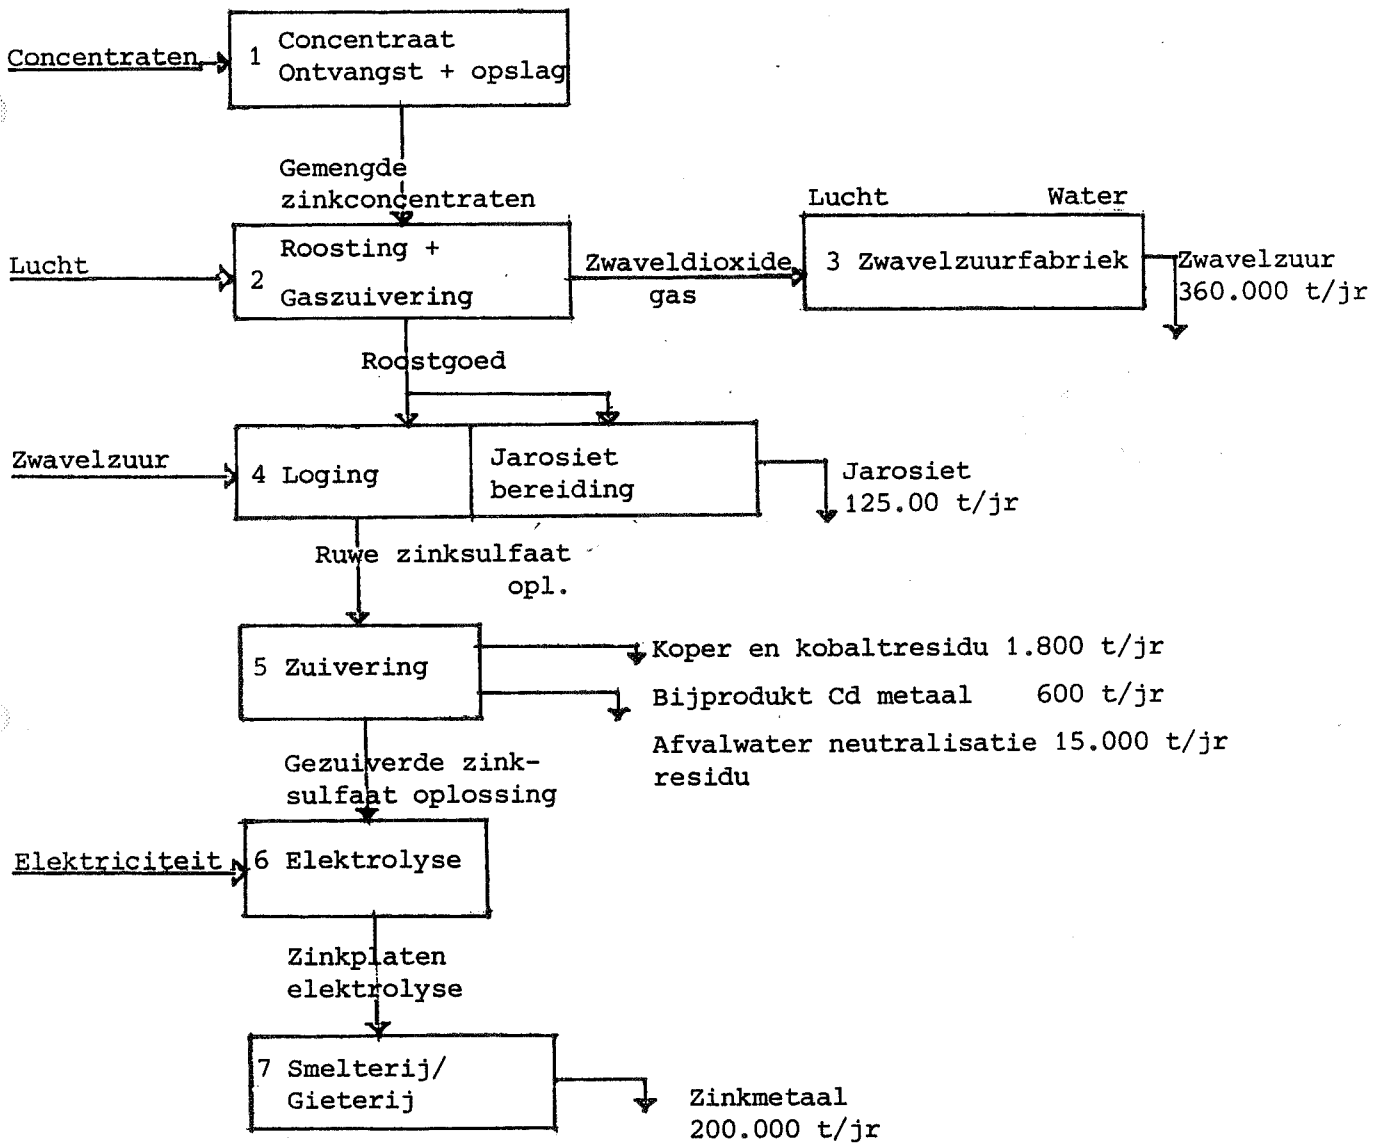 Concentraten
1 Concentraat
Ontvangst + opslag
Gemengde
zinkconcentraten
Lucht
2 Roosting +
Gaszuivering
Zwaveldioxide
gas
Lucht Water
3 Zwavelzuurfabriek
Zwavelzuur
360.000 t/jr
Roostgoed
Zwavelzuur
4 Loging
Jarosiet
bereiding
Jarosiet
125.00 t/jr
Ruwe zinksulfaat
opl.
5 Zuivering
Koper en kobaltresidu 1.800 t/jr
Bijprodukt Cd metaal 600 t/jr
Afvalwater neutralisatie 15.000 t/jr
residu
Gezuiverde zink-
sulfaat oplossing
Elektriciteit
6 Elektrolyse
Zinkplaten
elektrolyse
7 Smelterij/
Gieterij
Zinkmetaal
200.000 t/jr